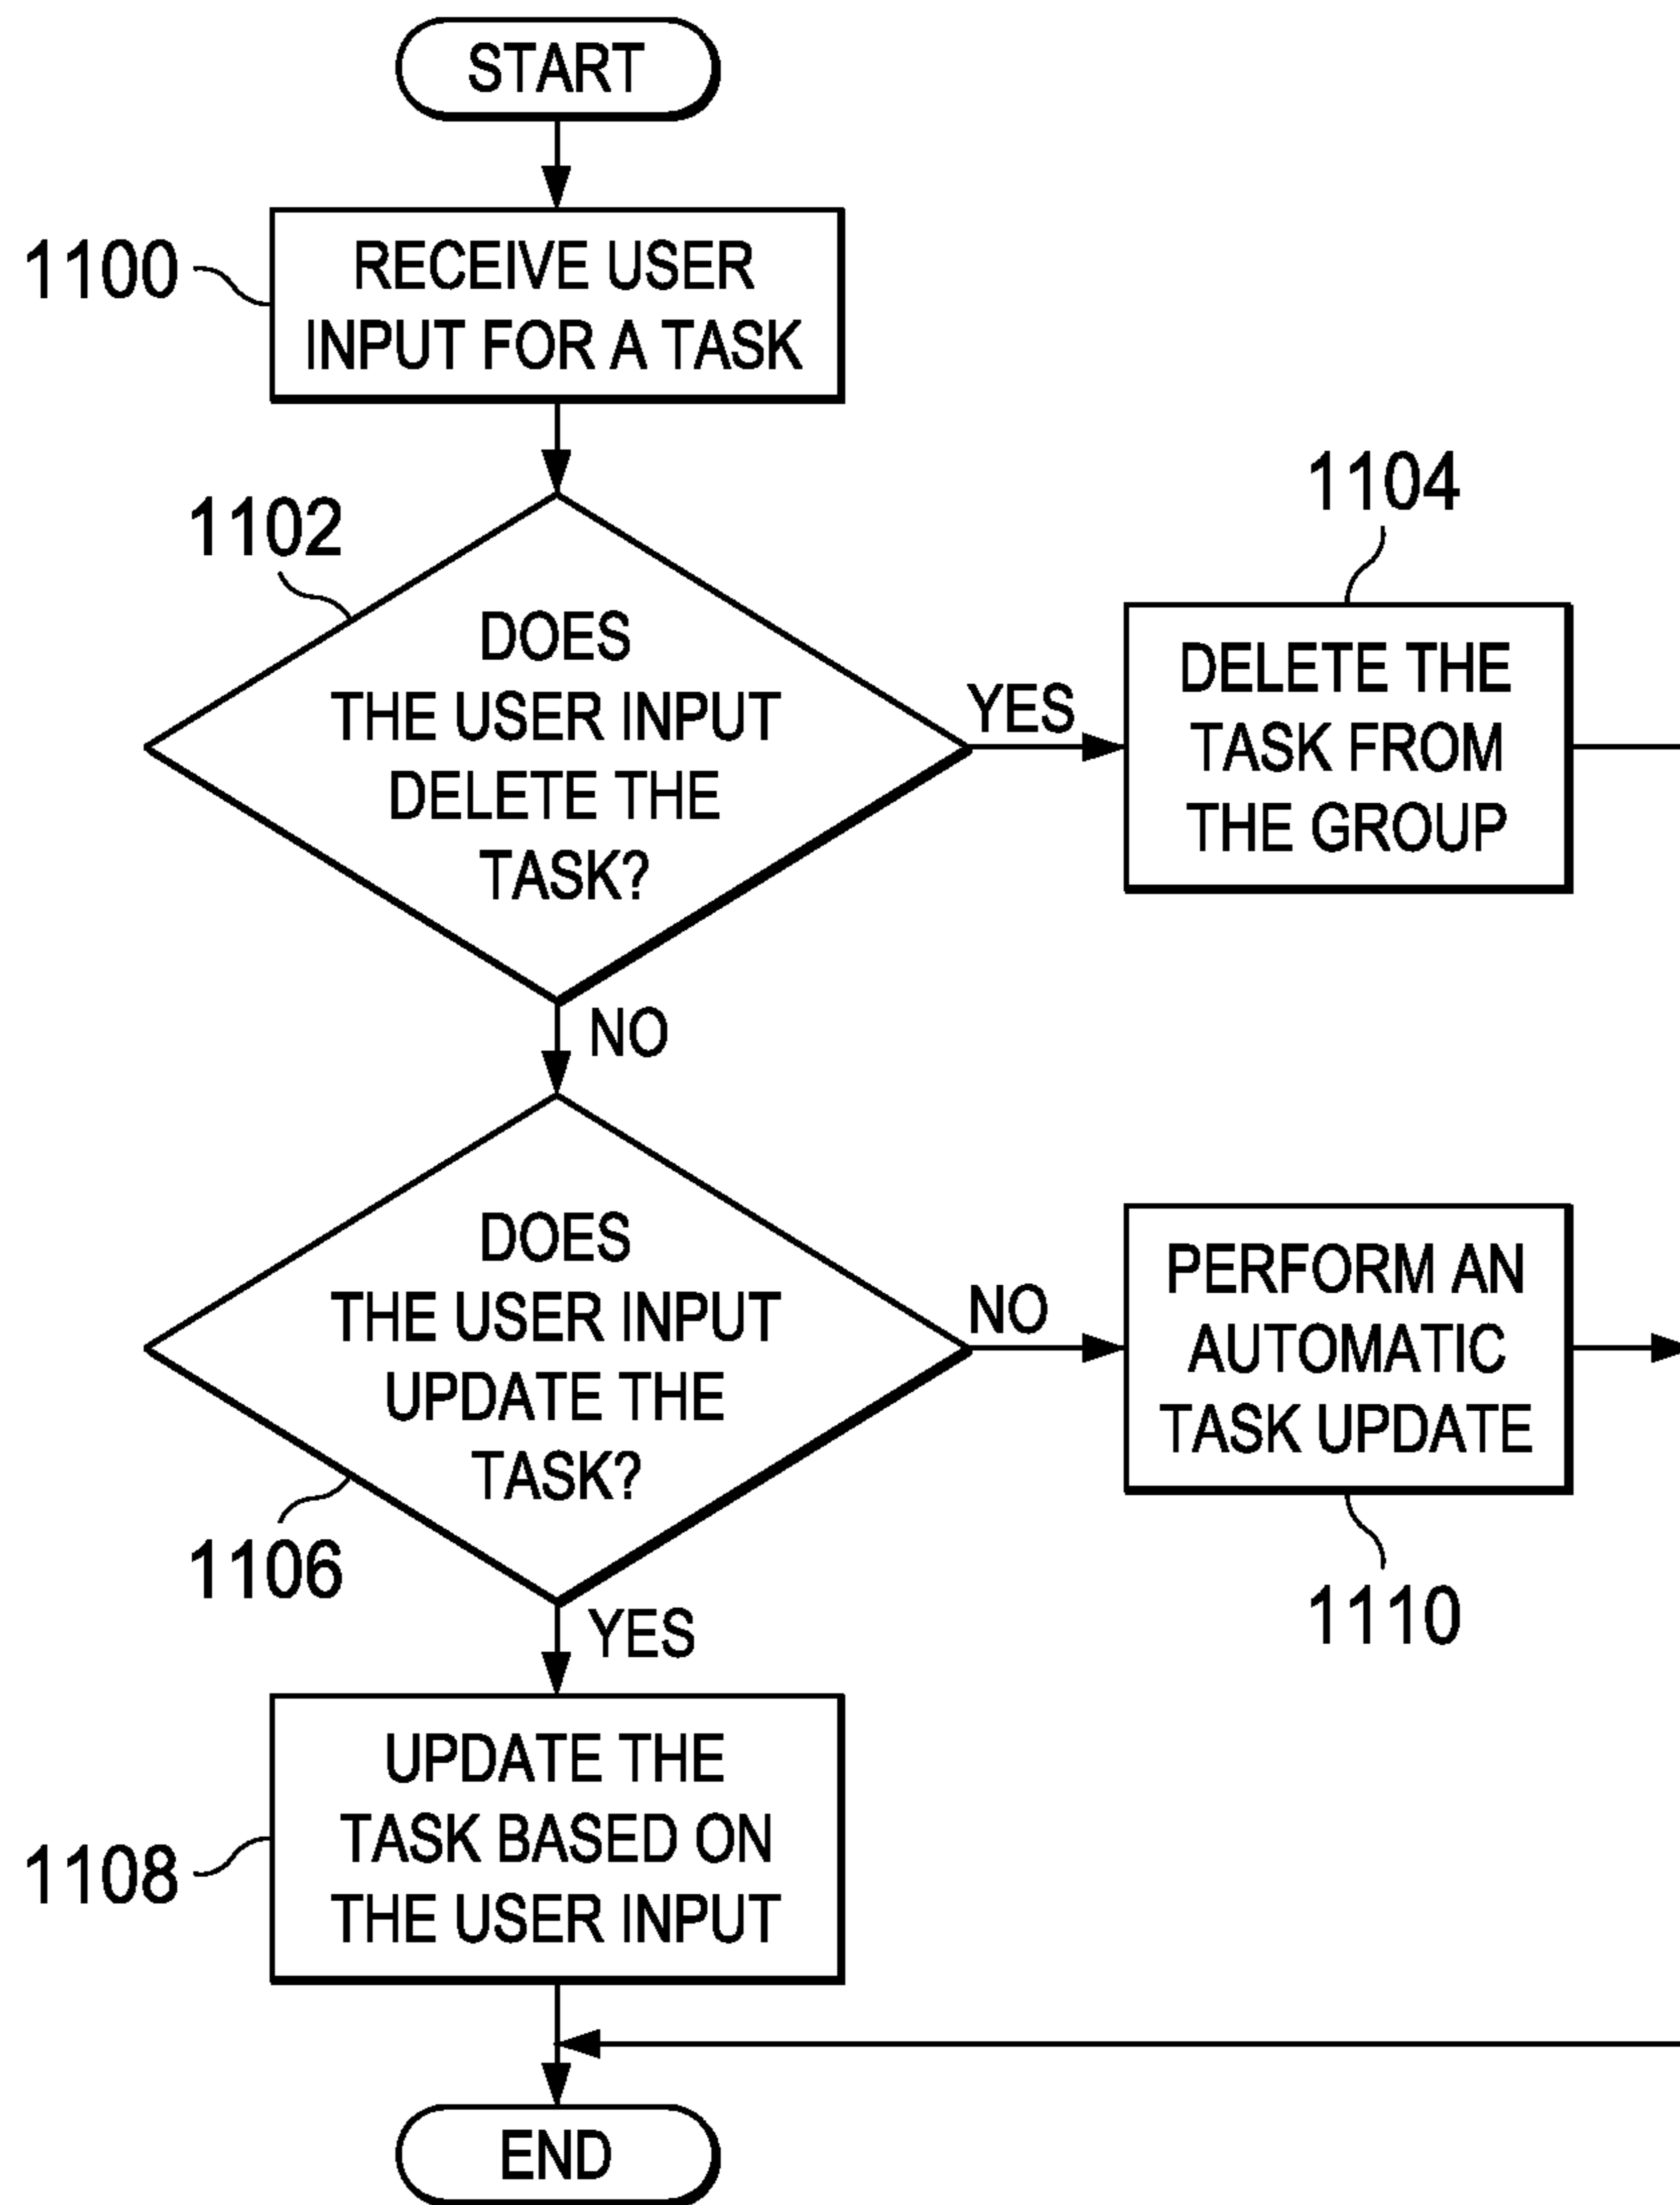 START
1100
RECEIVE USER
INPUT FOR A TASK
1102
DOES
THE USER INPUT
DELETE THE
TASK?
YES
1104
DELETE THE
TASK FROM
THE GROUP
NO
DOES
THE USER INPUT
UPDATE THE
TASK?
1106
NO
PERFORM AN
AUTOMATIC
TASK UPDATE
1110
YES
1108
UPDATE THE
TASK BASED ON
THE USER INPUT
END